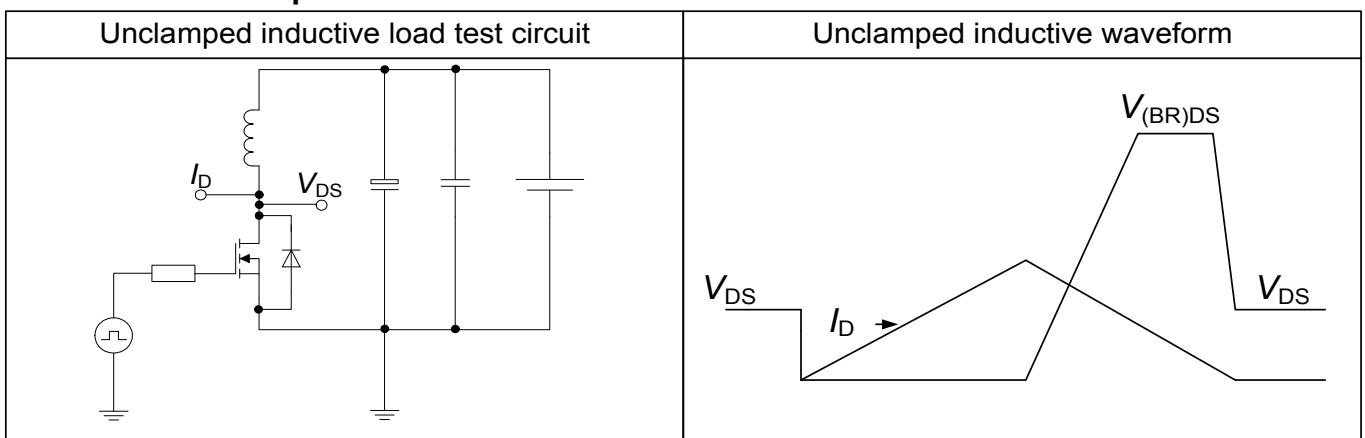 Unclamped inductive load test circuit
Unclamped inductive waveform
V(BR)DS
ID
VDS
VDS
ID
VDS